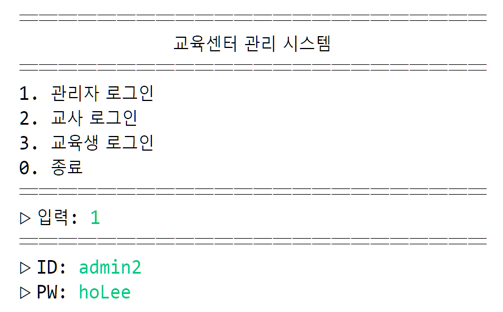 교육센터 관리 시스템
1. 관리자 로그인
2. 교사 로그인
3. 교육생 로그인
0. 종료
▷ 입력: 1
▷ ID: admin2
▷ PW: hoLee